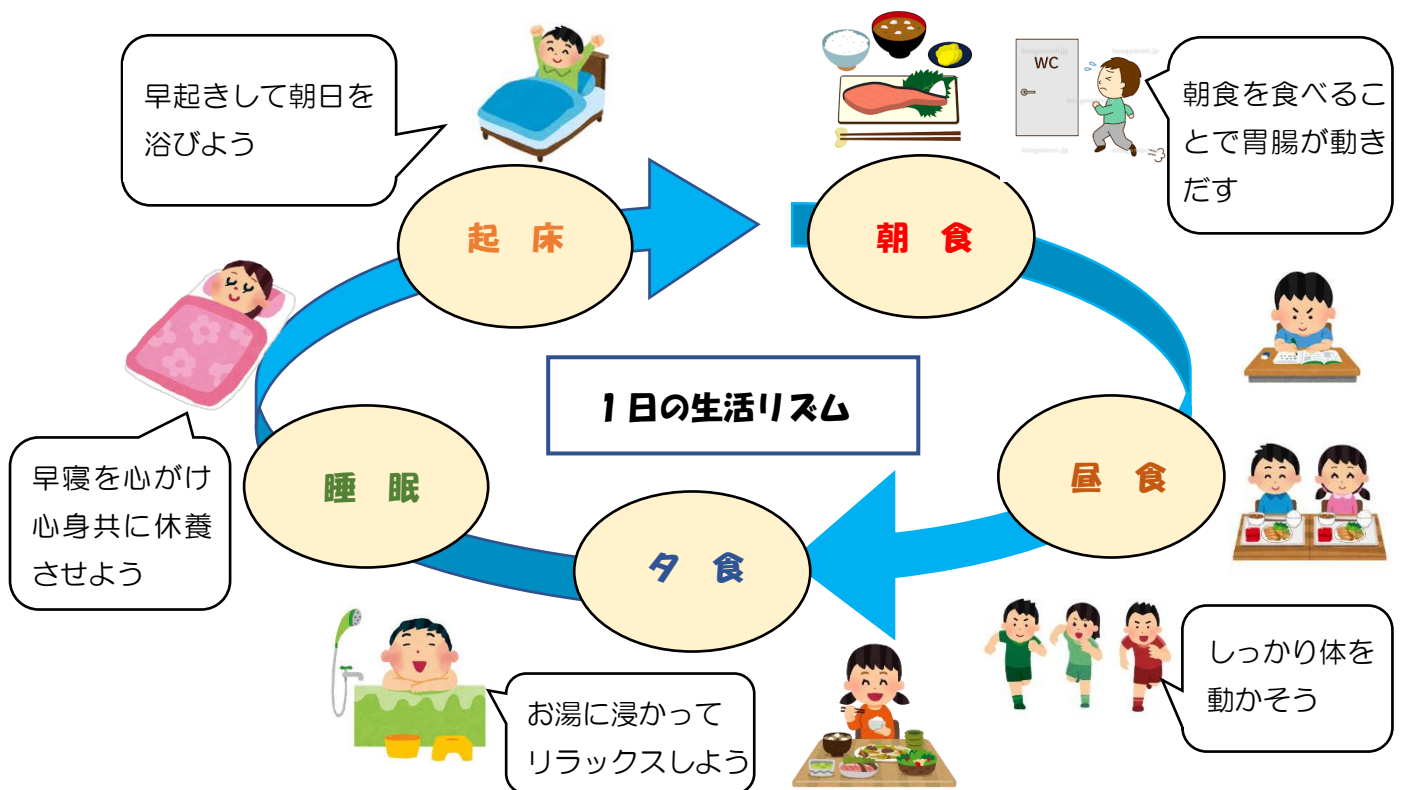 早起きして朝日を
浴びよう
WC
朝食を食べるこ
とで胃腸が動き
だす
起 床
朝 食
1日の生活リズム
早寝を心がけ
心身共に休養
させよう
睡 眠
昼 食
夕 食
しっかり体を
動かそう
お湯に浸かって
リラックスしよう